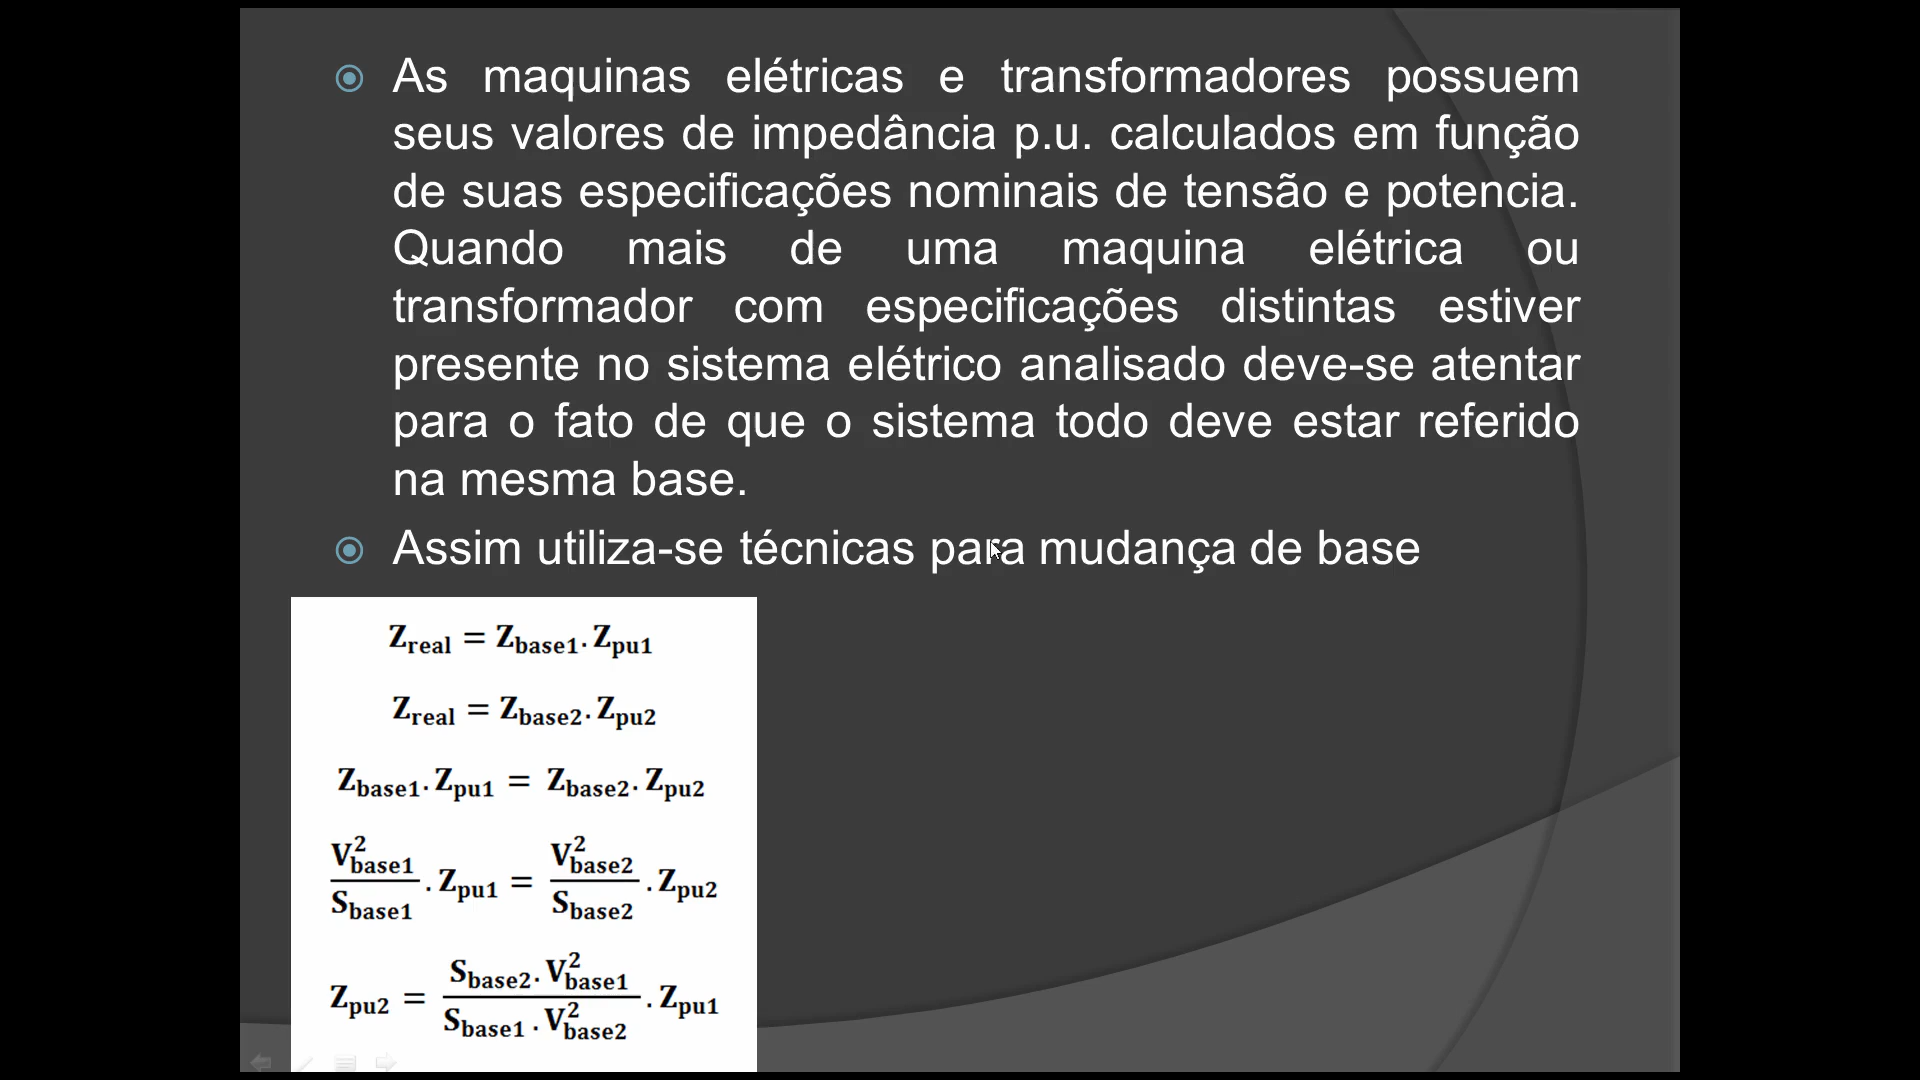 As maquinas elétricas e transformadores possuem
seus valores de impedância p.u. calculados em função
de suas especificações nominais de tensão e potencia.
Quando mais de uma maquina elétrica ou
transformador com especificações distintas estiver
presente no sistema elétrico analisado deve-se atentar
para o fato de que o sistema todo deve estar referido
na mesma base.
Assim utiliza-se técnicas para mudança de base
Z_real = Z_base1 . Z_pu1
Z_real = Z_base2 . Z_pu2
Z_base1 . Z_pu1 = Z_base2 . Z_pu2
V²_base1 / S_base1 . Z_pu1 = V²_base2 / S_base2 . Z_pu2
Z_pu2 = S_base2 . V²_base1 / S_base1 . V²_base2 . Z_pu1